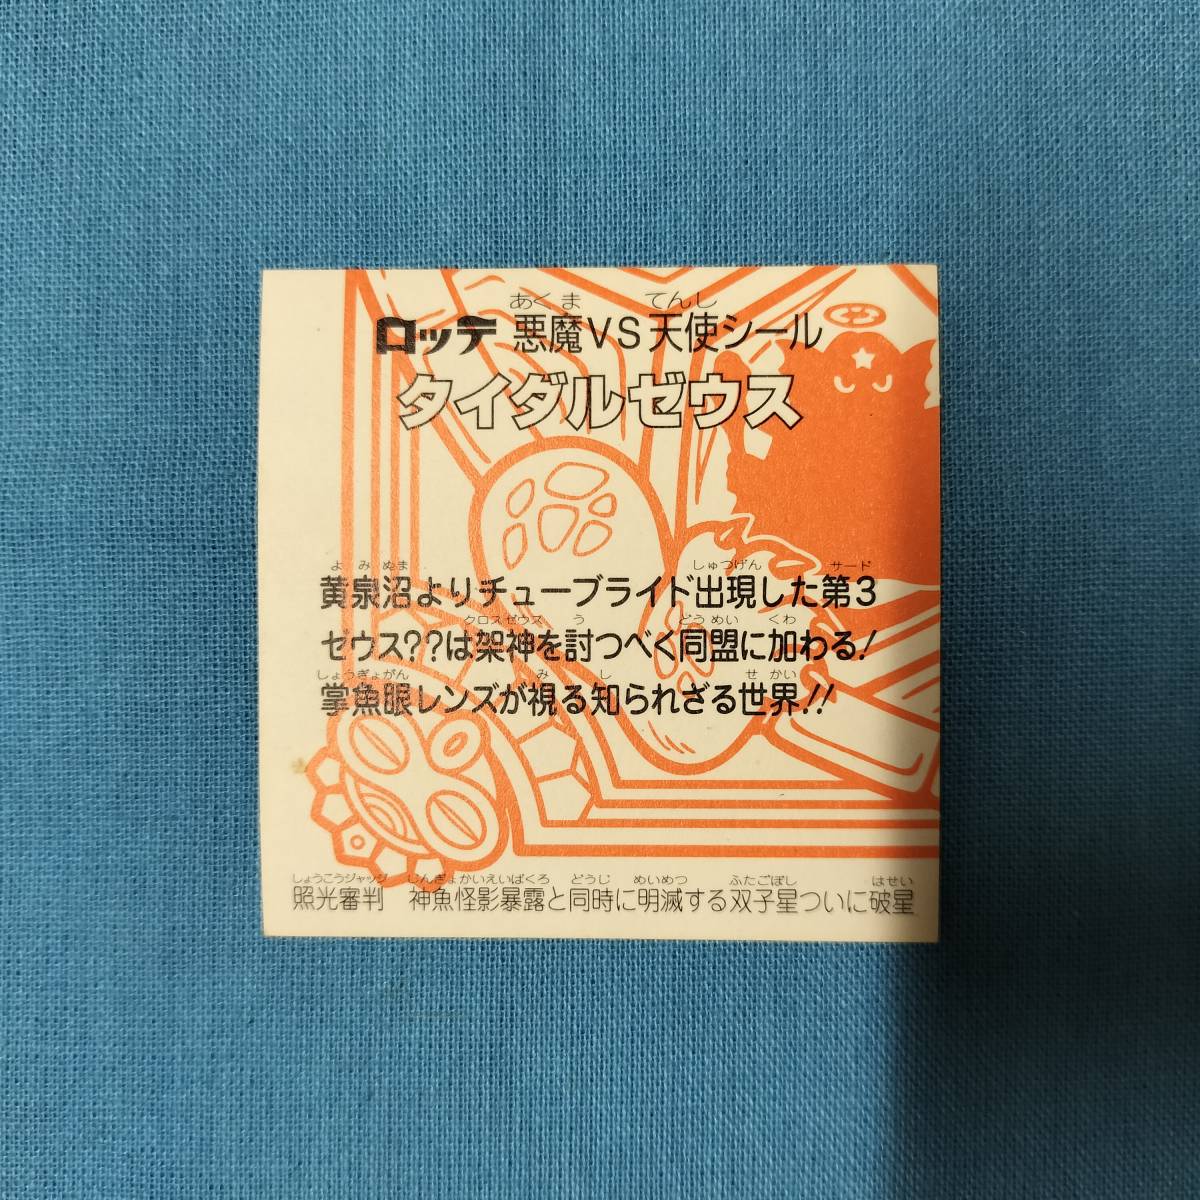 あくま てんし
ロッテ 悪魔VS天使シール
タイダルゼウス
よみぬま しゅつげん サード
黄泉沼よりチューブライド出現した第3
クロスゼウス う どうめい くわ
ゼウス??は架神を討つべく同盟に加わる!
しょうぎょがん み し せかい
掌魚眼レンズが視る知られざる世界!!
しょうこうジャッジ じんぎょかいえいばくろ どうじ めいめつ ふたごぼし はせい
照光審判 神魚怪影暴露と同時に明滅する双子星ついに破星